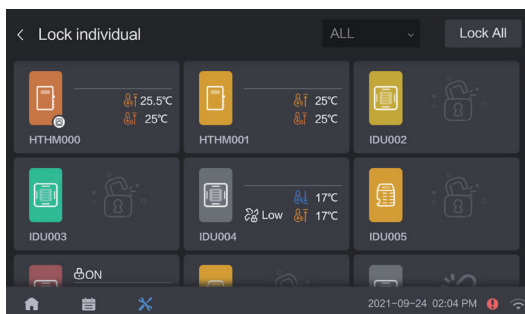 Lock individual
ALL
Lock All
25.5℃
25℃
HTHM000
25℃
25℃
HTHM001
IDU002
IDU003
17℃
Low 17℃
IDU004
IDU005
ON
2021-09-24 02:04 PM